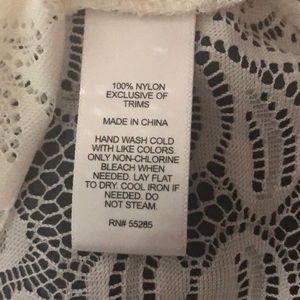 100% NYLON
EXCLUSIVE OF
TRIMS
MADE IN CHINA
HAND WASH COLD
WITH LIKE COLORS.
ONLY NON-CHLORINE
BLEACH WHEN
NEEDED. LAY FLAT
TO DRY. COOL IRON IF
NEEDED. DO
NOT STEAM.
RN# 55285